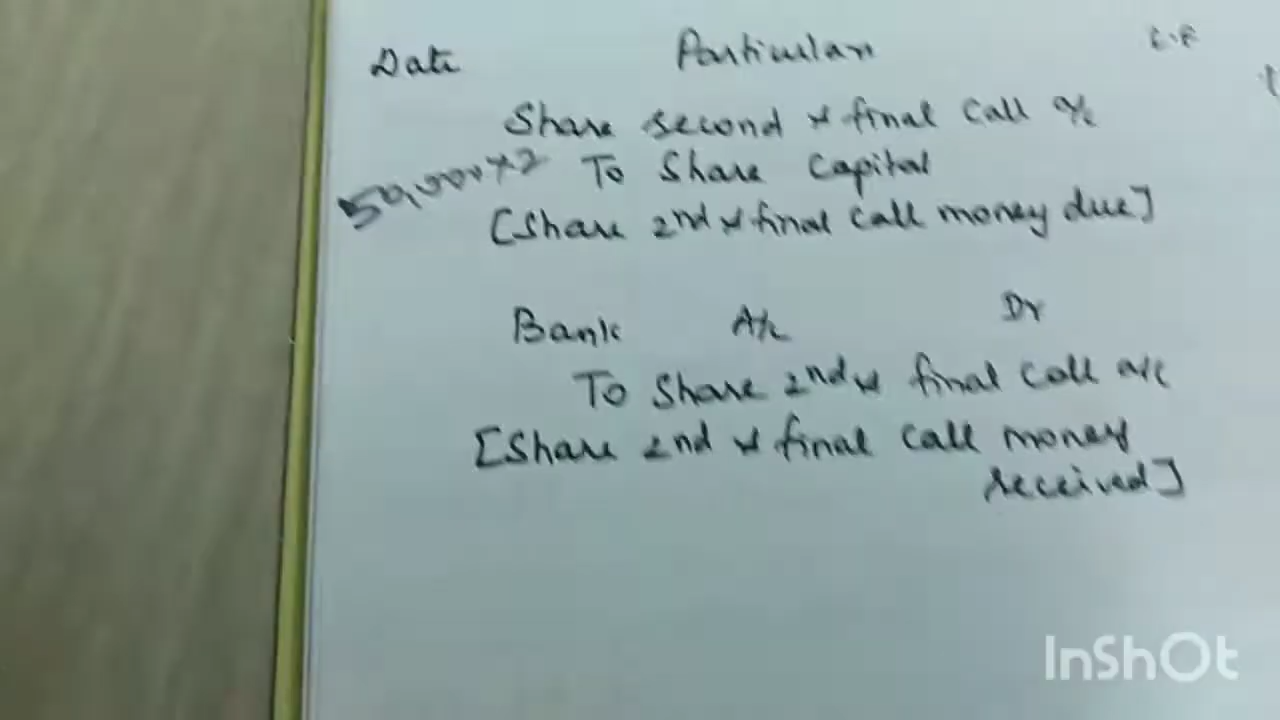 Date Particulars L.F
Share second & final call a/c
50,000×2 To Share Capital
[Share 2nd & final call money due]
Bank A/c Dr
To Share 2nd & final call a/c
[Share 2nd & final call money
received]
InShOt